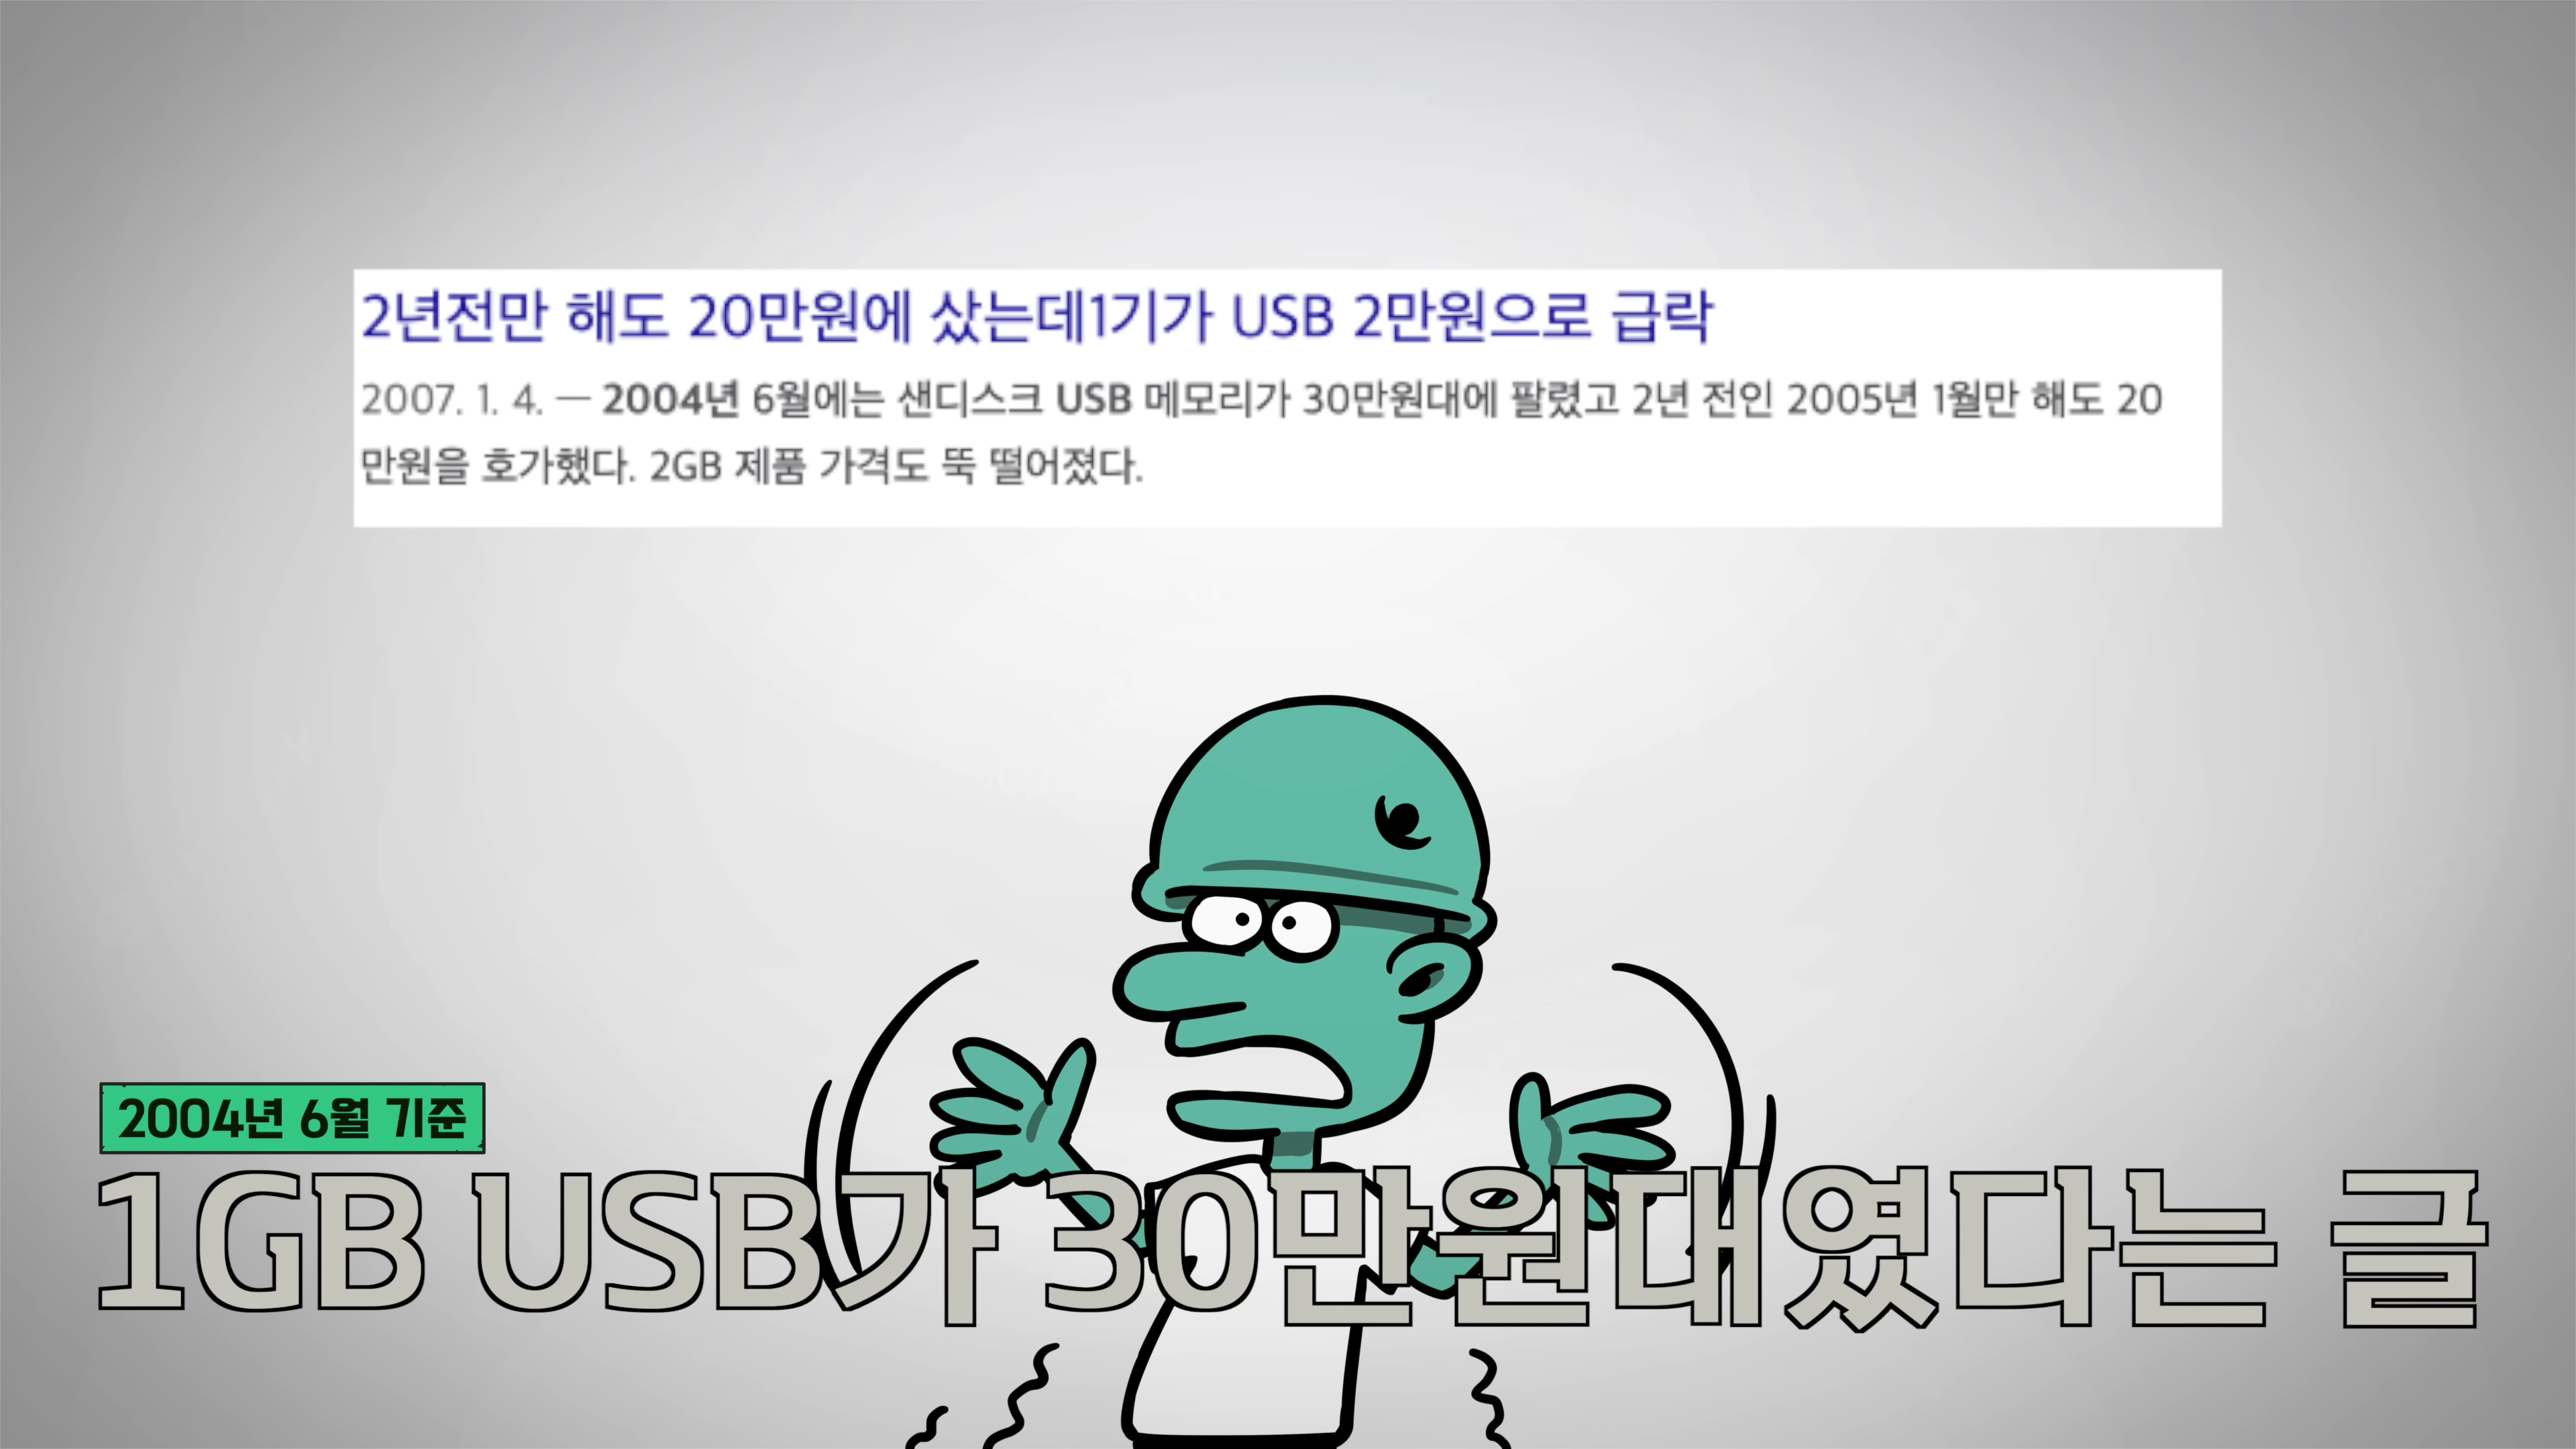 2년전만 해도 20만원에 샀는데1기가 USB 2만원으로 급락
2007. 1. 4. — 2004년 6월에는 샌디스크 USB 메모리가 30만원대에 팔렸고 2년 전인 2005년 1월만 해도 20
만원을 호가했다. 2GB 제품 가격도 뚝 떨어졌다.
2004년 6월 기준
1GB USB가 30만원대였다는 글